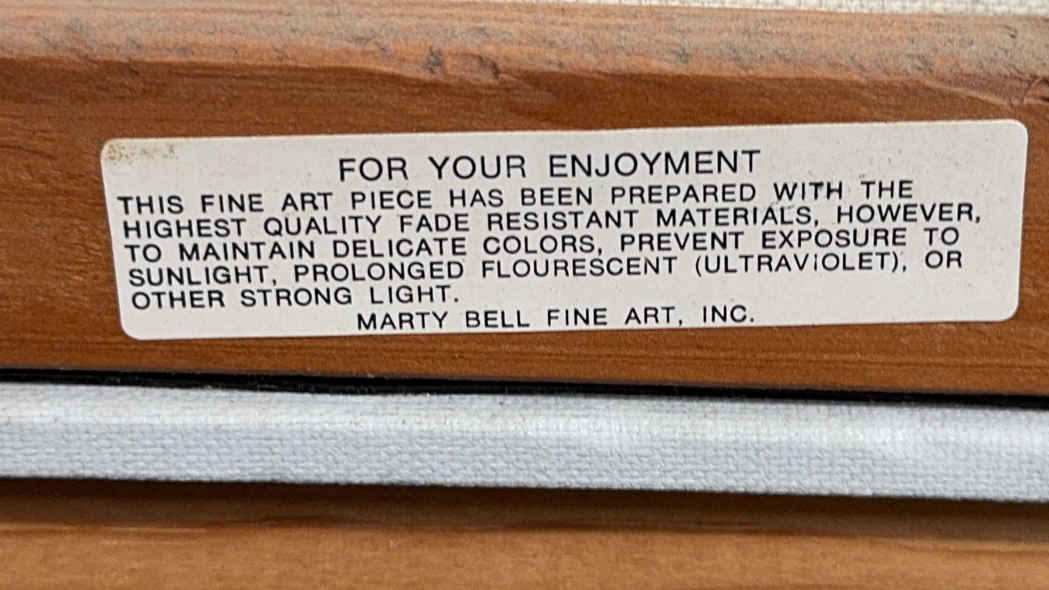 FOR YOUR ENJOYMENT
THIS FINE ART PIECE HAS BEEN PREPARED WITH THE
HIGHEST QUALITY FADE RESISTANT MATERIALS, HOWEVER,
TO MAINTAIN DELICATE COLORS, PREVENT EXPOSURE TO
SUNLIGHT, PROLONGED FLOURESCENT (ULTRAVIOLET), OR
OTHER STRONG LIGHT.
MARTY BELL FINE ART, INC.